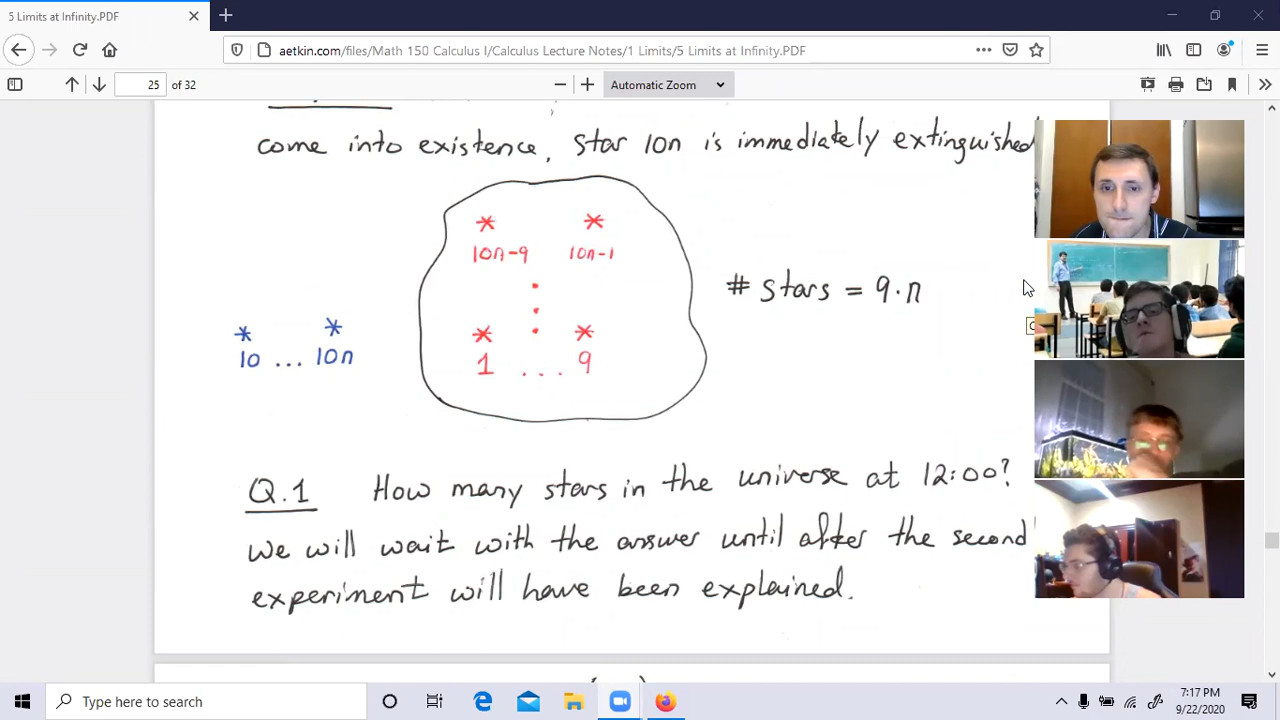 5 Limits at Infinity.PDF
aetkin.com/files/Math 150 Calculus I/Calculus Lecture Notes/1 Limits/5 Limits at Infinity.PDF
25 of 32
Automatic Zoom
come into existence, star 10n is immediately extinguished
10n-9 10n-1
# stars = 9·n
10 ... 10n
1 ... 9
Q.1 How many stars in the universe at 12:00?
We will wait with the answer until after the second
experiment will have been explained.
Type here to search
7:17 PM
9/22/2020